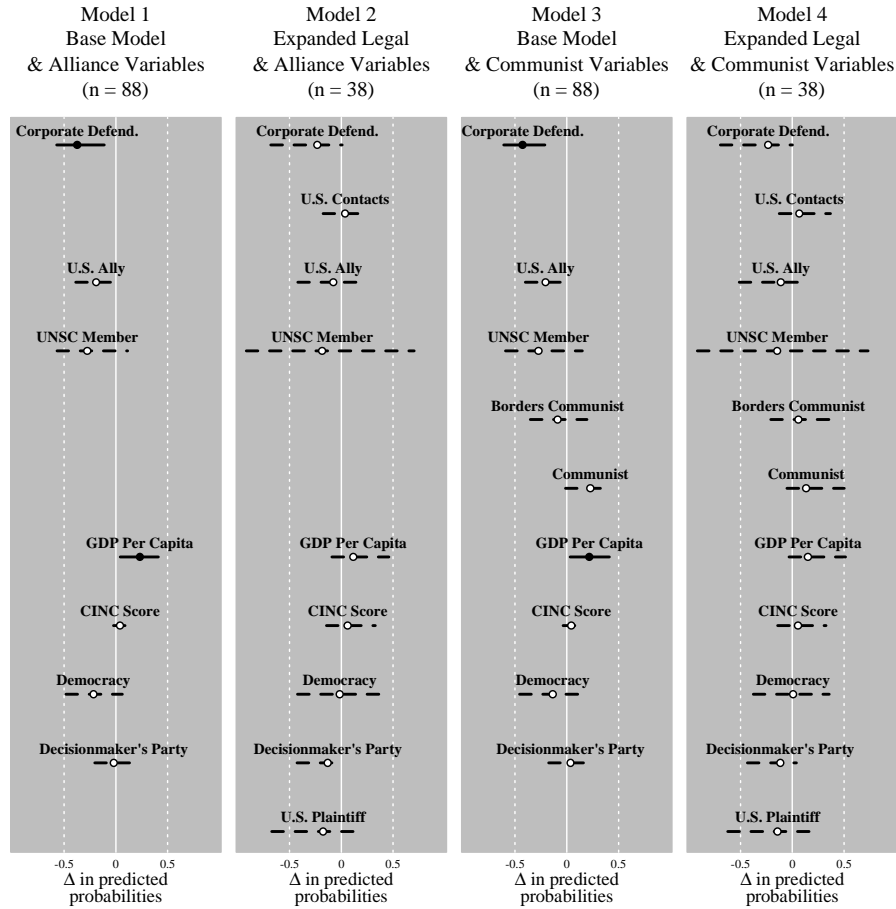 Model 1
Base Model
& Alliance Variables
(n = 88)
Corporate Defend.
U.S. Ally
UNSC Member
GDP Per Capita
CINC Score
Democracy
Decisionmaker's Party
-0.5 0 0.5
Δ in predicted
probabilities
Model 2
Expanded Legal
& Alliance Variables
(n = 38)
Corporate Defend.
U.S. Contacts
U.S. Ally
UNSC Member
GDP Per Capita
CINC Score
Democracy
Decisionmaker's Party
U.S. Plaintiff
-0.5 0 0.5
Δ in predicted
probabilities
Model 3
Base Model
& Communist Variables
(n = 88)
Corporate Defend.
U.S. Ally
UNSC Member
Borders Communist
Communist
GDP Per Capita
CINC Score
Democracy
Decisionmaker's Party
-0.5 0 0.5
Δ in predicted
probabilities
Model 4
Expanded Legal
& Communist Variables
(n = 38)
Corporate Defend.
U.S. Contacts
U.S. Ally
UNSC Member
Borders Communist
Communist
GDP Per Capita
CINC Score
Democracy
Decisionmaker's Party
U.S. Plaintiff
-0.5 0 0.5
Δ in predicted
probabilities